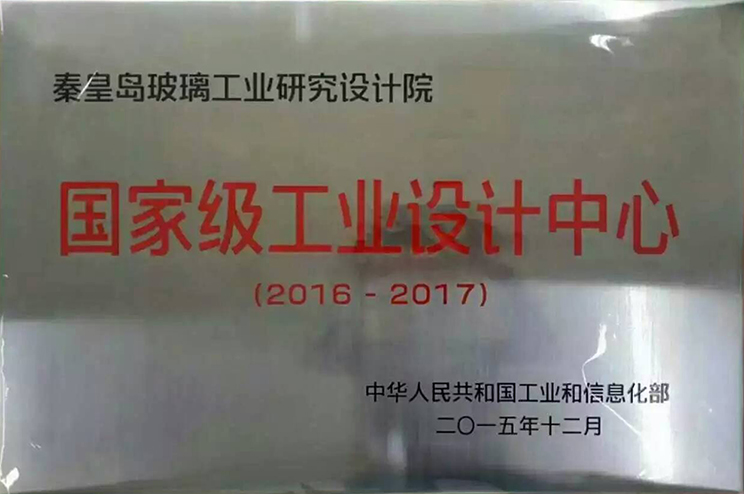 秦皇岛玻璃工业研究设计院
国家级工业设计中心
(2016 - 2017)
中华人民共和国工业和信息化部
二〇一五年十二月